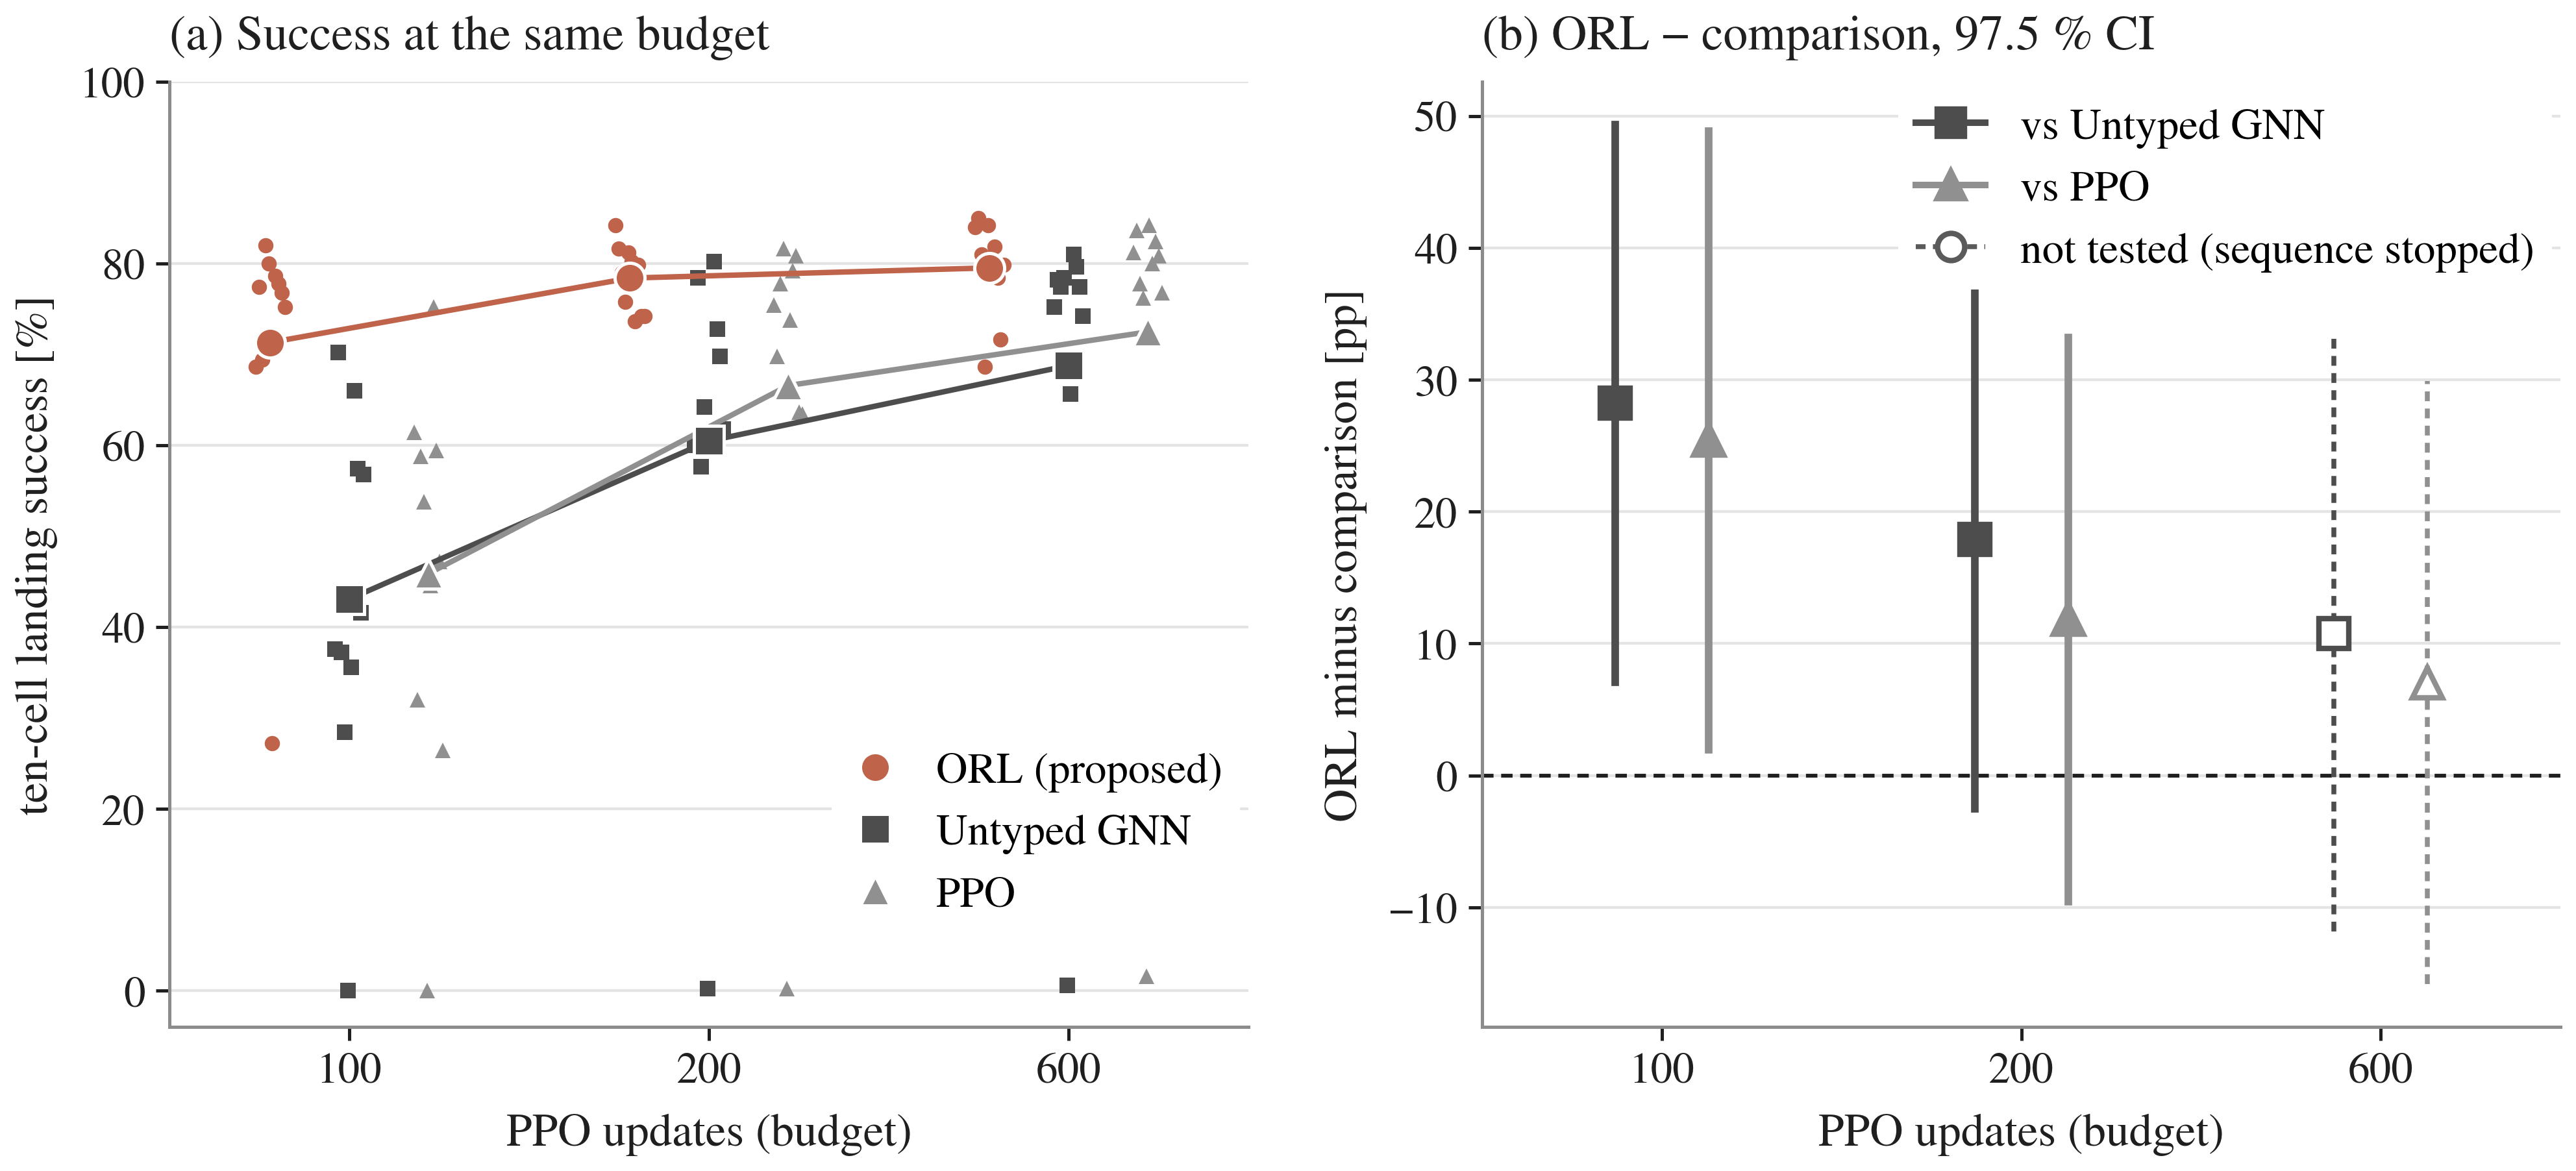 (a) Success at the same budget
ten-cell landing success [%]
100
80
60
40
20
0
ORL (proposed)
Untyped GNN
PPO
100
200
600
PPO updates (budget)
(b) ORL − comparison, 97.5 % CI
ORL minus comparison [pp]
50
40
30
20
10
0
−10
vs Untyped GNN
vs PPO
not tested (sequence stopped)
100
200
600
PPO updates (budget)